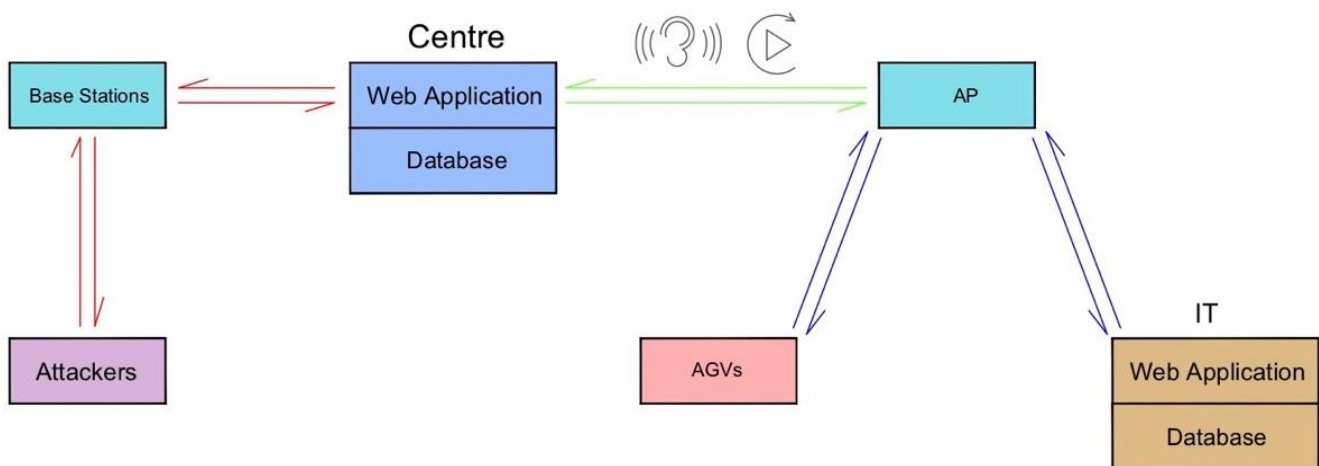 Centre
Base Stations
Web Application
AP
Database
Attackers
AGVs
IT
Web Application
Database